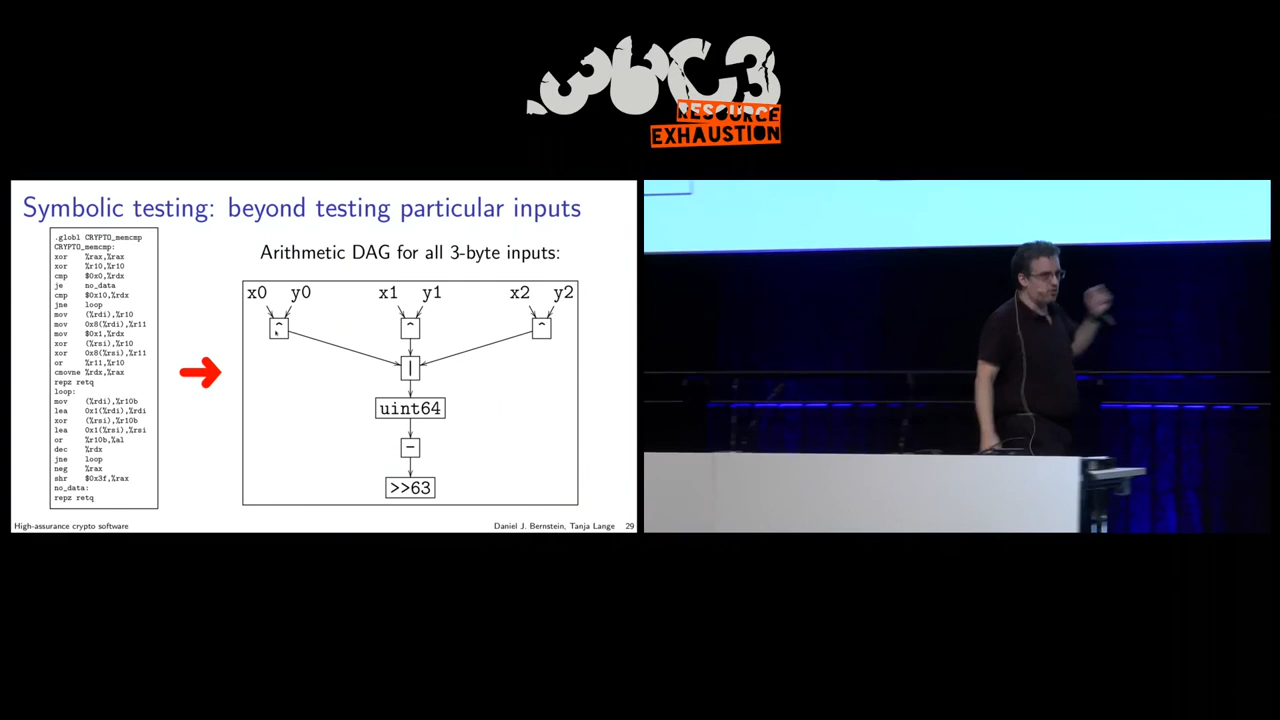 36C3
RESOURCE
EXHAUSTION
Symbolic testing: beyond testing particular inputs
.globl CRYPTO_memcmp
CRYPTO_memcmp:
xor %rax,%rax
xor %r10,%r10
cmp $0x0,%rdx
je no_data
cmp $0x10,%rdx
jne loop
mov (%rdi),%r10
mov 0x8(%rdi),%r11
mov $0x1,%rdx
xor (%rsi),%r10
xor 0x8(%rsi),%r11
or %r11,%r10
cmovne %rdx,%rax
repz retq
loop:
mov (%rdi),%r10b
lea 0x1(%rdi),%rdi
xor (%rsi),%r10b
lea 0x1(%rsi),%rsi
or %r10b,%al
dec %rdx
jne loop
neg %rax
shr $0x3f,%rax
no_data:
repz retq
Arithmetic DAG for all 3-byte inputs:
x0 y0 x1 y1 x2 y2
^ ^ ^
|
uint64
-
>>63
High-assurance crypto software
Daniel J. Bernstein, Tanja Lange 29